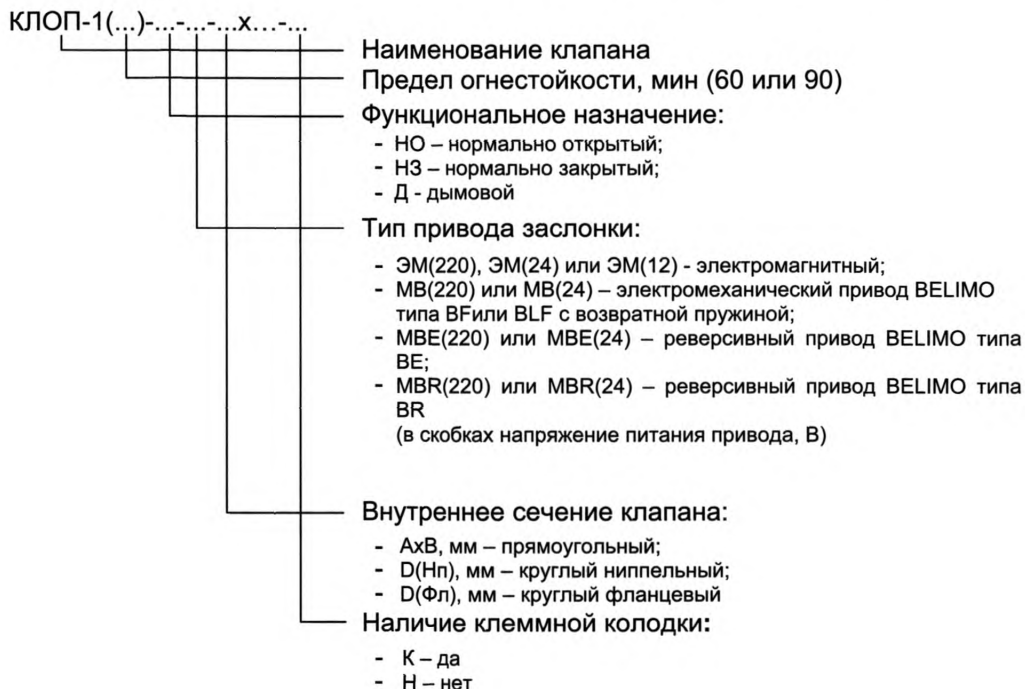 КЛОП-1(...)-...-...-...х...-...
Наименование клапана
Предел огнестойкости, мин (60 или 90)
Функциональное назначение:
- НО – нормально открытый;
- НЗ – нормально закрытый;
- Д - дымовой
Тип привода заслонки:
- ЭМ(220), ЭМ(24) или ЭМ(12) - электромагнитный;
- МВ(220) или МВ(24) – электромеханический привод BELIMO
типа BFили BLF с возвратной пружиной;
- МВЕ(220) или МВЕ(24) – реверсивный привод BELIMO типа
BE;
- MBR(220) или MBR(24) – реверсивный привод BELIMO типа
BR
(в скобках напряжение питания привода, В)
Внутреннее сечение клапана:
- АхВ, мм – прямоугольный;
- D(Нп), мм – круглый ниппельный;
- D(Фл), мм – круглый фланцевый
Наличие клеммной колодки:
- К – да
- Н – нет